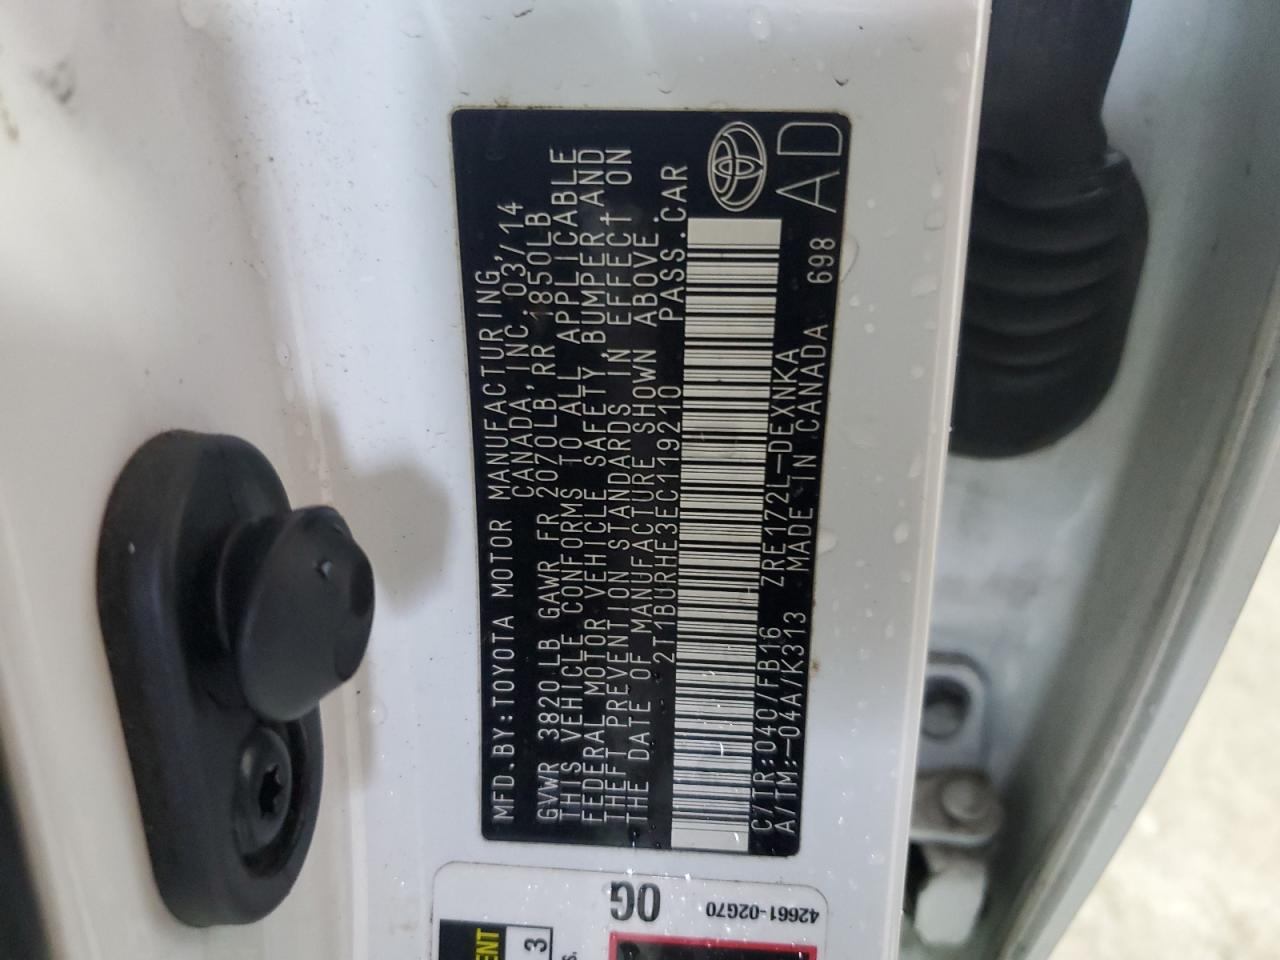 MFD.BY:TOYOTA MOTOR MANUFACTURING,
CANADA,INC. 03/14
GVWR 3820LB GAWR FR 2070LB,RR 1850LB
THIS VEHICLE CONFORMS TO ALL APPLICABLE
FEDERAL MOTOR VEHICLE SAFETY,BUMPER,AND
THEFT PREVENTION STANDARDS IN EFFECT ON
THE DATE OF MANUFACTURE SHOWN ABOVE.
2T1BURHE3EC119210 PASS.CAR
C/TR:040/FB16 ZRE172L-DEXNKA 698
A/TM:-04A/K313 MADE IN CANADA
AD
0G
42661-02G70
3